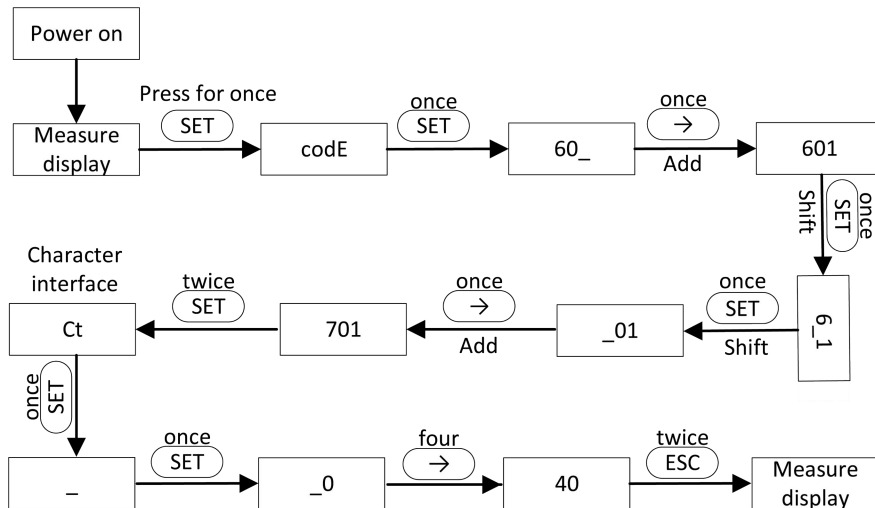 Power on
Press for once
SET
Measure
display
codE
once
SET
60_
once
→
Add
601
once
SET
Shift
6_1
once
SET
Shift
_01
once
→
Add
701
twice
SET
Character
interface
Ct
once
SET
_
once
SET
_0
four
→
40
twice
ESC
Measure
display